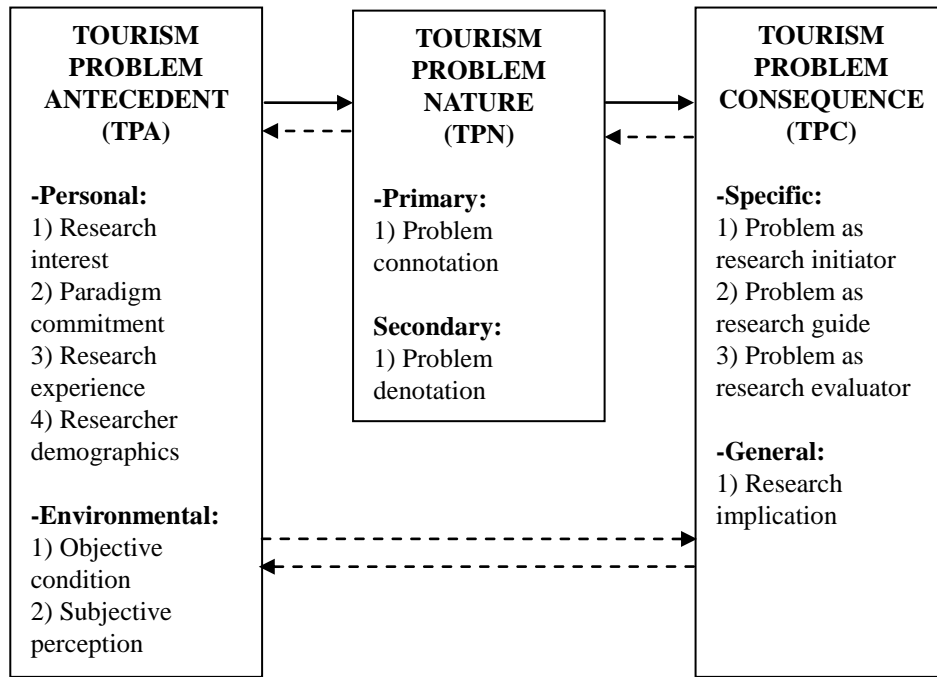 TOURISM
PROBLEM
ANTECEDENT
(TPA)
-Personal:
1) Research
interest
2) Paradigm
commitment
3) Research
experience
4) Researcher
demographics
-Environmental:
1) Objective
condition
2) Subjective
perception
TOURISM
PROBLEM
NATURE
(TPN)
-Primary:
1) Problem
connotation
Secondary:
1) Problem
denotation
TOURISM
PROBLEM
CONSEQUENCE
(TPC)
-Specific:
1) Problem as
research initiator
2) Problem as
research guide
3) Problem as
research evaluator
-General:
1) Research
implication